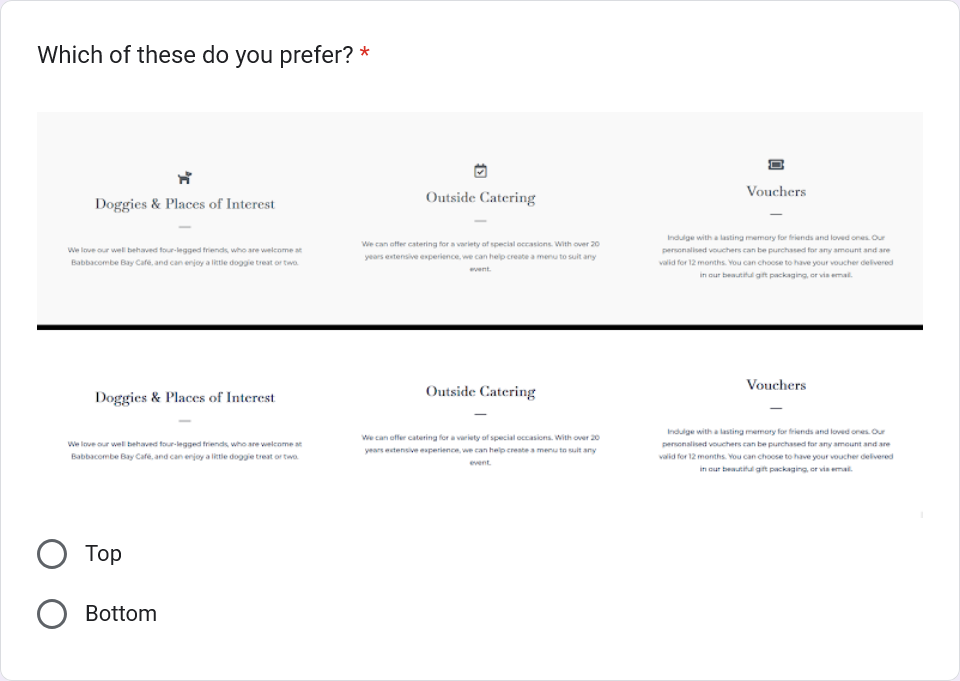 Which of these do you prefer? *
Doggies & Places of Interest
We love our well behaved four-legged friends, who are welcome at
Babbacombe Bay Café, and can enjoy a little doggie treat or two.
Outside Catering
We can offer catering for a variety of special occasions. With over 20
years extensive experience, we can help create a menu to suit any
event.
Vouchers
Indulge with a lasting memory for friends and loved ones. Our
personalised vouchers can be purchased for any amount and are
valid for 12 months. You can choose to have your voucher delivered
in our beautiful gift packaging, or via email.
Doggies & Places of Interest
We love our well behaved four-legged friends, who are welcome at
Babbacombe Bay Café, and can enjoy a little doggie treat or two.
Outside Catering
We can offer catering for a variety of special occasions. With over 20
years extensive experience, we can help create a menu to suit any
event.
Vouchers
Indulge with a lasting memory for friends and loved ones. Our
personalised vouchers can be purchased for any amount and are
valid for 12 months. You can choose to have your voucher delivered
in our beautiful gift packaging, or via email.
Top
Bottom